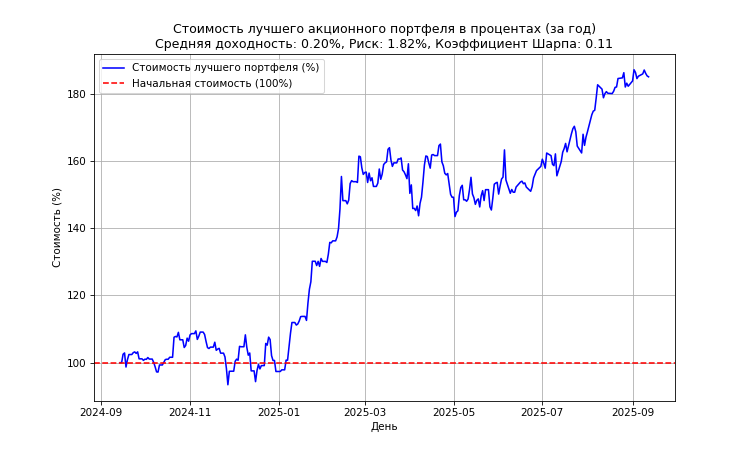 Стоимость лучшего акционного портфеля в процентах (за год)
Средняя доходность: 0.20%, Риск: 1.82%, Коэффициент Шарпа: 0.11
Стоимость лучшего портфеля (%)
Начальная стоимость (100%)
Стоимость (%)
180
160
140
120
100
2024-09
2024-11
2025-01
2025-03
2025-05
2025-07
2025-09
День